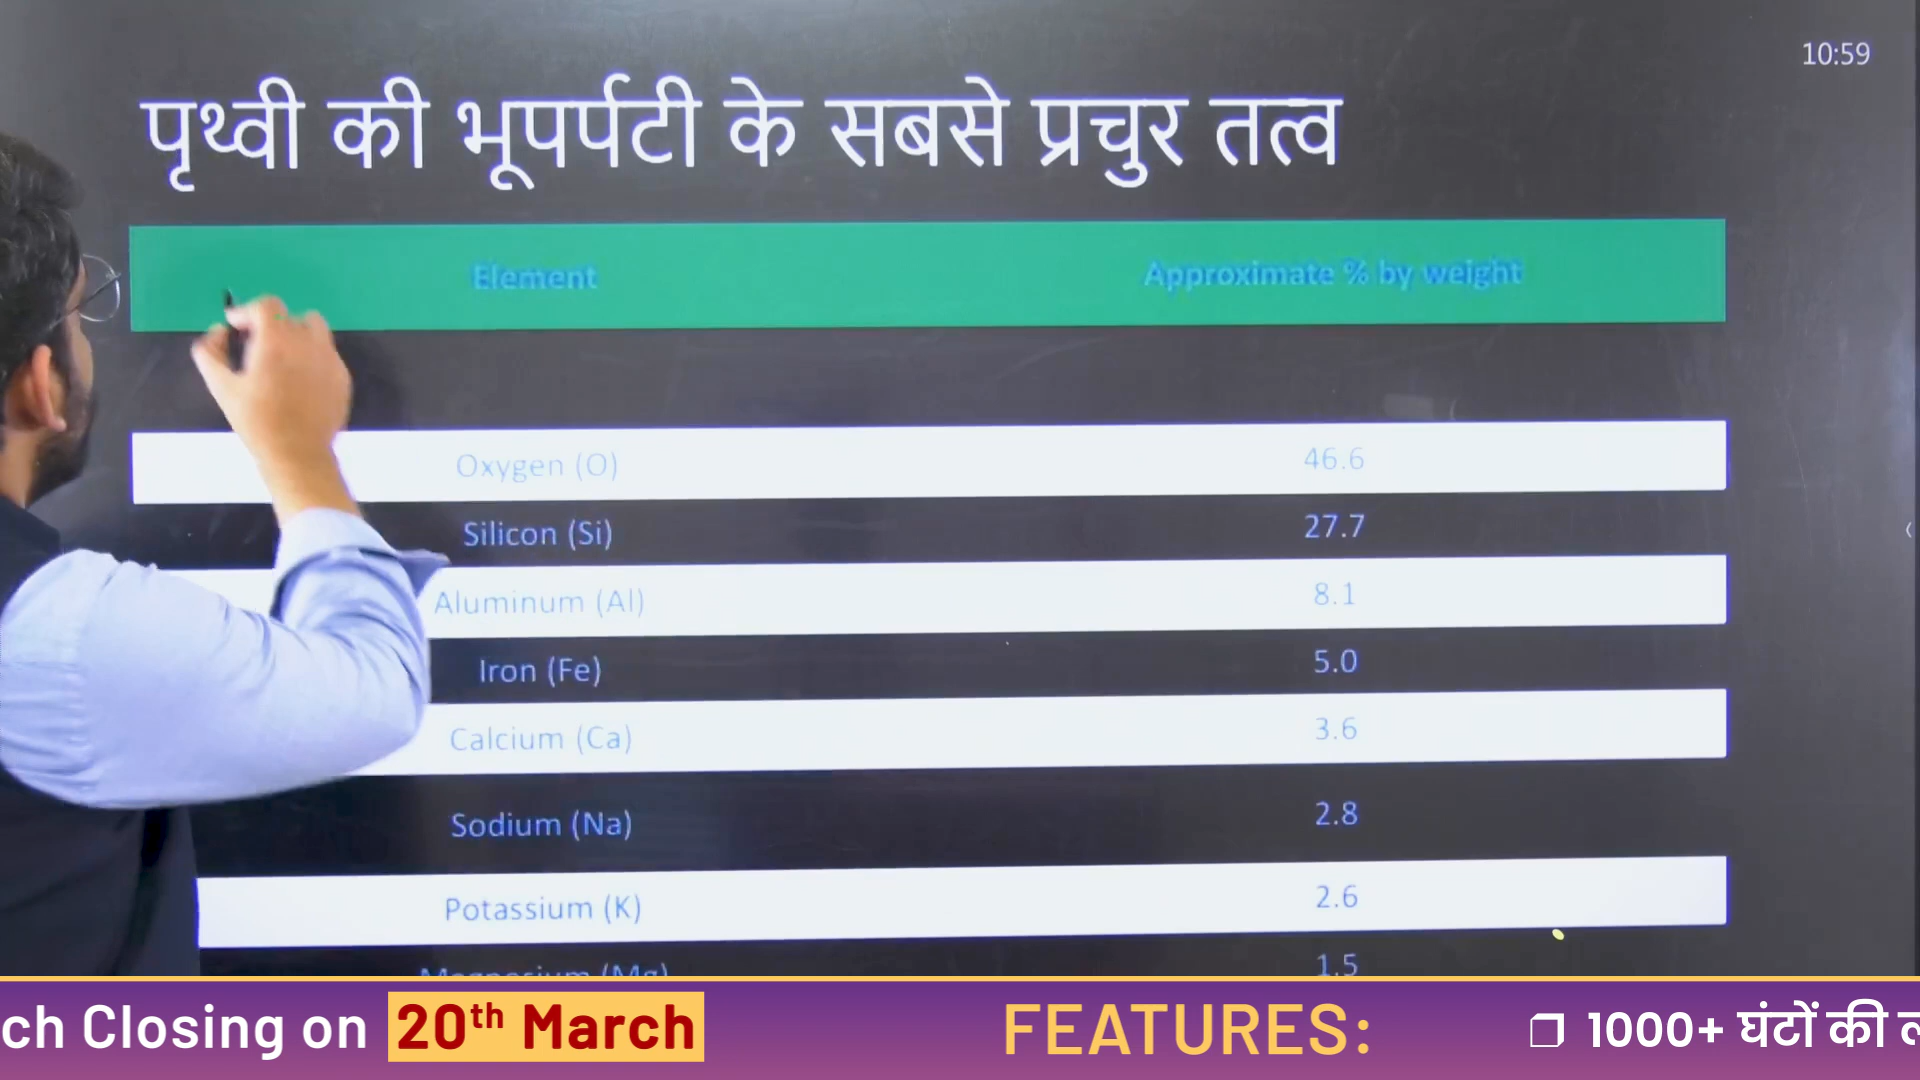 10:59
पृथ्वी की भूपर्पटी के सबसे प्रचुर तत्व
Element Approximate % by weight
Oxygen (O) 46.6
Silicon (Si) 27.7
Aluminum (Al) 8.1
Iron (Fe) 5.0
Calcium (Ca) 3.6
Sodium (Na) 2.8
Potassium (K) 2.6
Magnesium (Mg) 1.5
ch Closing on 20th March FEATURES: 1000+ घंटों की